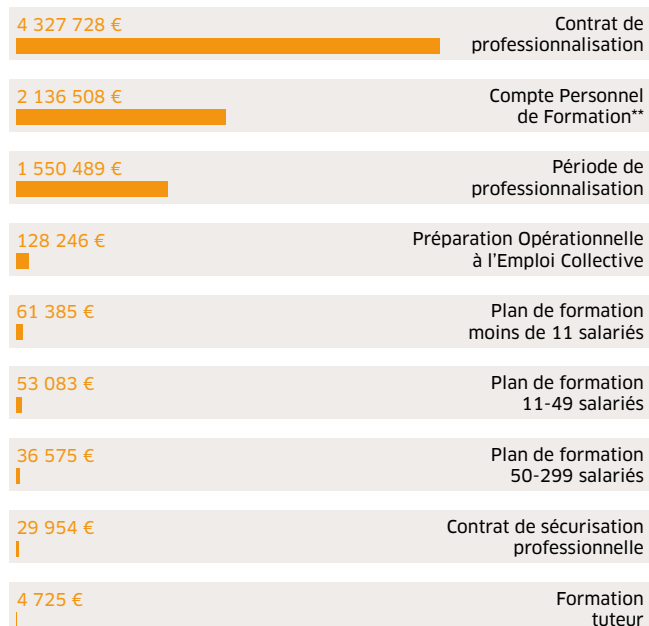 4 327 728 €
Contrat de
professionnalisation
2 136 508 €
Compte Personnel
de Formation**
1 550 489 €
Période de
professionnalisation
128 246 €
Préparation Opérationnelle
à l'Emploi Collective
61 385 €
Plan de formation
moins de 11 salariés
53 083 €
Plan de formation
11-49 salariés
36 575 €
Plan de formation
50-299 salariés
29 954 €
Contrat de sécurisation
professionnelle
4 725 €
Formation
tuteur